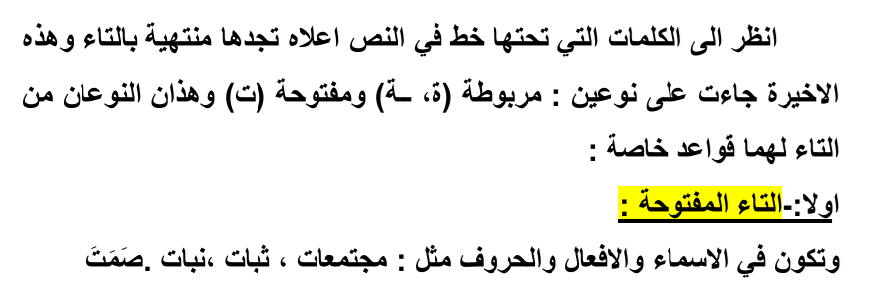 انظر الى الكلمات التي تحتها خط في النص اعلاه تجدها منتهية بالتاء وهذه
الاخيرة جاءت على نوعين : مربوطة (ة، ـة) ومفتوحة (ت) وهذان النوعان من
التاء لهما قواعد خاصة :
اولا:-التاء المفتوحة :
وتكون في الاسماء والافعال والحروف مثل : مجتمعات ، ثبات ،نبات .صَمَتَ